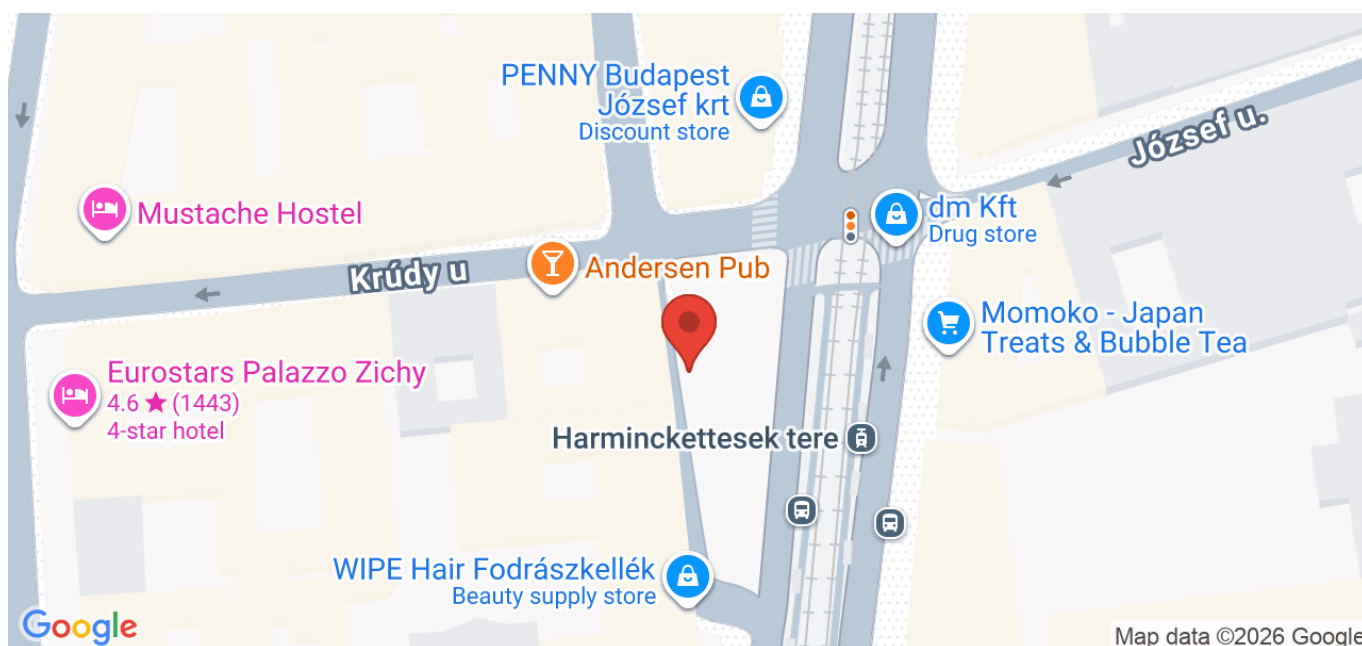 PENNY Budapest
József krt
Discount store
József u.
Mustache Hostel
dm Kft
Drug store
Krúdy u
Andersen Pub
Momoko - Japan
Treats & Bubble Tea
Eurostars Palazzo Zichy
4.6 ★ (1443)
4-star hotel
Harminckettesek tere
WIPE Hair Fodrászkellék
Beauty supply store
Google
Map data ©2026 Google